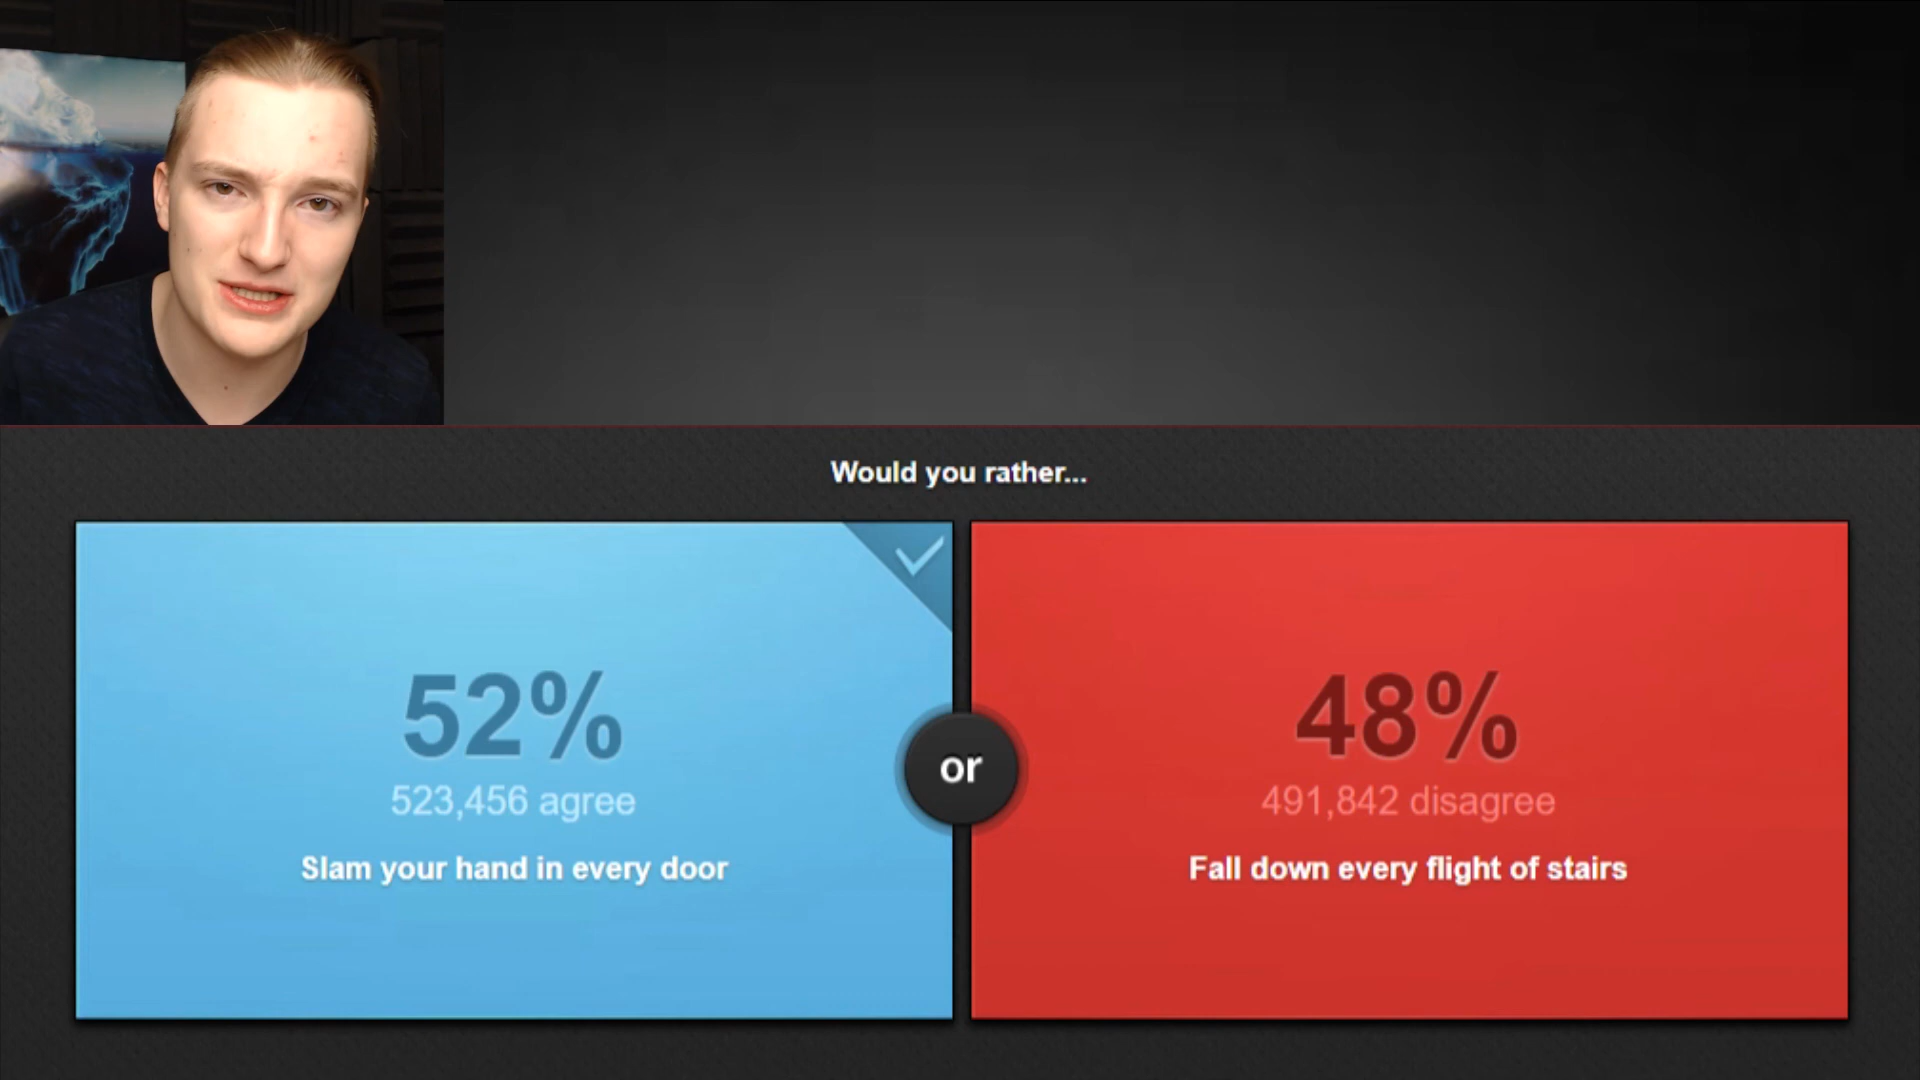 Would you rather...
52%
523,456 agree
Slam your hand in every door
or
48%
491,842 disagree
Fall down every flight of stairs